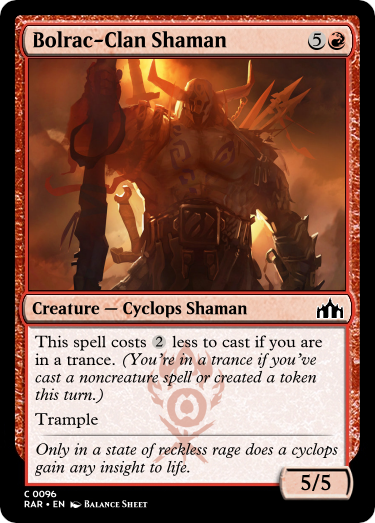 Bolrac-Clan Shaman 5
Creature — Cyclops Shaman
This spell costs 2 less to cast if you are
in a trance. (You're in a trance if you've
cast a noncreature spell or created a token
this turn.)
Trample
Only in a state of reckless rage does a cyclops
gain any insight to life.
5/5
C 0096
RAR • EN Balance Sheet